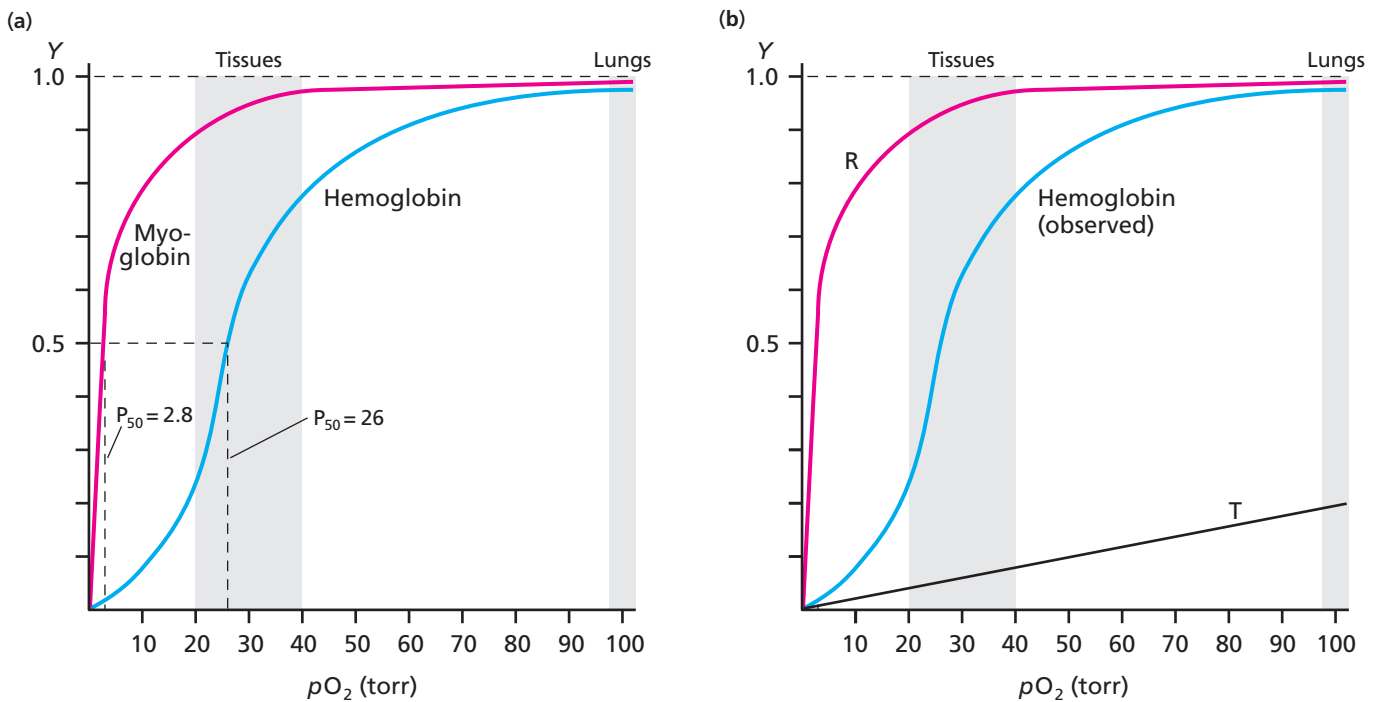 (a)
Y
Tissues
Lungs
1.0
Hemoglobin
Myo-
globin
0.5
P₅₀ = 2.8
P₅₀ = 26
10 20 30 40 50 60 70 80 90 100
pO₂ (torr)
(b)
Y
Tissues
Lungs
1.0
R
Hemoglobin
(observed)
0.5
T
10 20 30 40 50 60 70 80 90 100
pO₂ (torr)